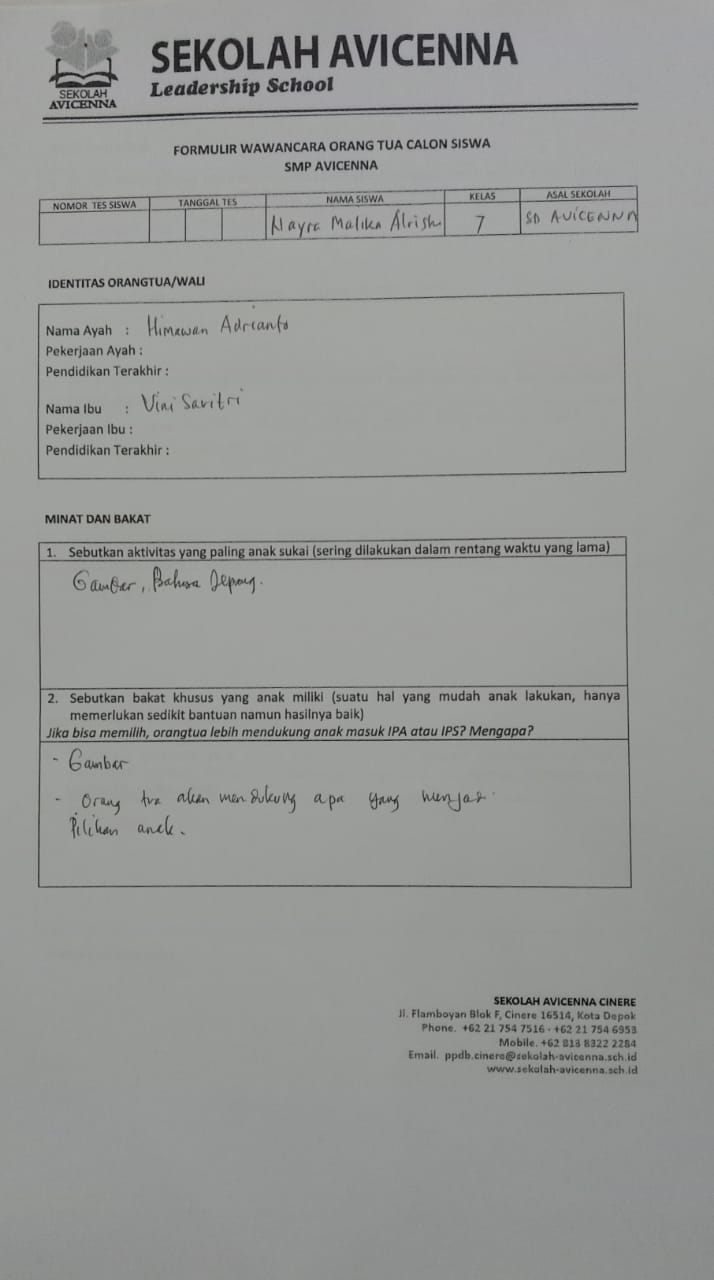 SEKOLAH
AVICENNA
SEKOLAH AVICENNA
Leadership School
FORMULIR WAWANCARA ORANG TUA CALON SISWA
SMP AVICENNA
NOMOR TES SISWA TANGGAL TES NAMA SISWA KELAS ASAL SEKOLAH
Nayra Malika Alrish 7 SD AVICENNA
IDENTITAS ORANGTUA/WALI
Nama Ayah : Himawan Adrianto
Pekerjaan Ayah :
Pendidikan Terakhir :
Nama Ibu : Vini Savitri
Pekerjaan Ibu :
Pendidikan Terakhir :
MINAT DAN BAKAT
1. Sebutkan aktivitas yang paling anak sukai (sering dilakukan dalam rentang waktu yang lama)
Gambar, Bahasa Jepang.
2. Sebutkan bakat khusus yang anak miliki (suatu hal yang mudah anak lakukan, hanya
memerlukan sedikit bantuan namun hasilnya baik)
Jika bisa memilih, orangtua lebih mendukung anak masuk IPA atau IPS? Mengapa?
- Gambar
- Orang tua akan mendukung apa yang
Pilihan anak.
SEKOLAH AVICENNA CINERE
Jl. Flamboyan Blok F, Cinere 16514, Kota Depok
Phone. +62 21 754 7516 - +62 21 754 6953
Mobile. +62 818 8322 2284
Email. ppdb.cinere@sekolah-avicenna.sch.id
www.sekolah-avicenna.sch.id